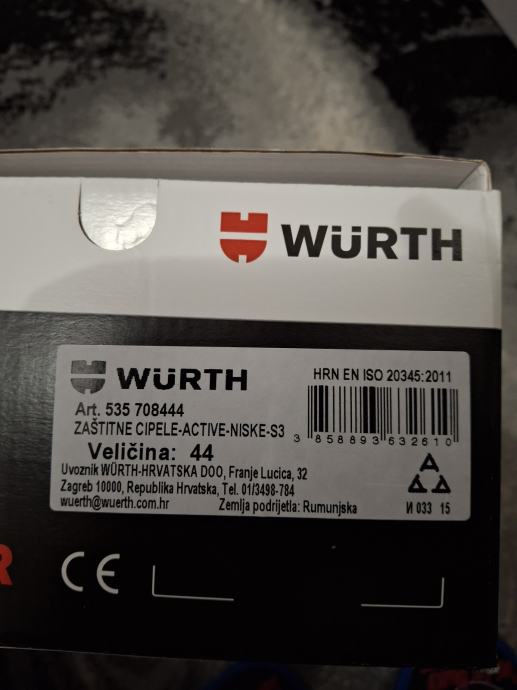 WÜRTH
WÜRTH
HRN EN ISO 20345:2011
Art. 535 708444
ZAŠTITNE CIPELE-ACTIVE-NISKE-S3
3 858893 632610
Veličina: 44
Uvoznik WÜRTH-HRVATSKA DOO, Franje Lucica, 32
Zagreb 10000, Republika Hrvatska, Tel. 01/3498-784
wuerth@wuerth.com.hr Zemlja podrijetla: Rumunjska
A
A A
И 033 15
R
CE